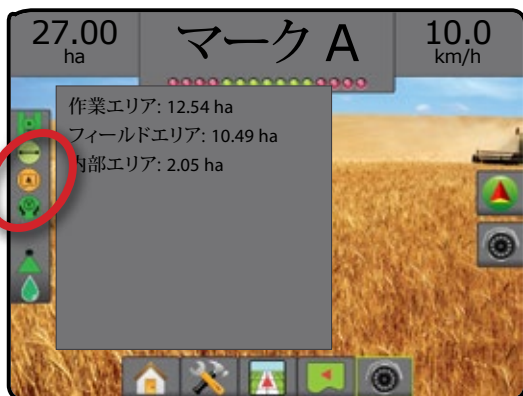 27.00
ha
マーク A
10.0
km/h
作業エリア: 12.54 ha
フィールドエリア: 10.49 ha
内部エリア: 2.05 ha